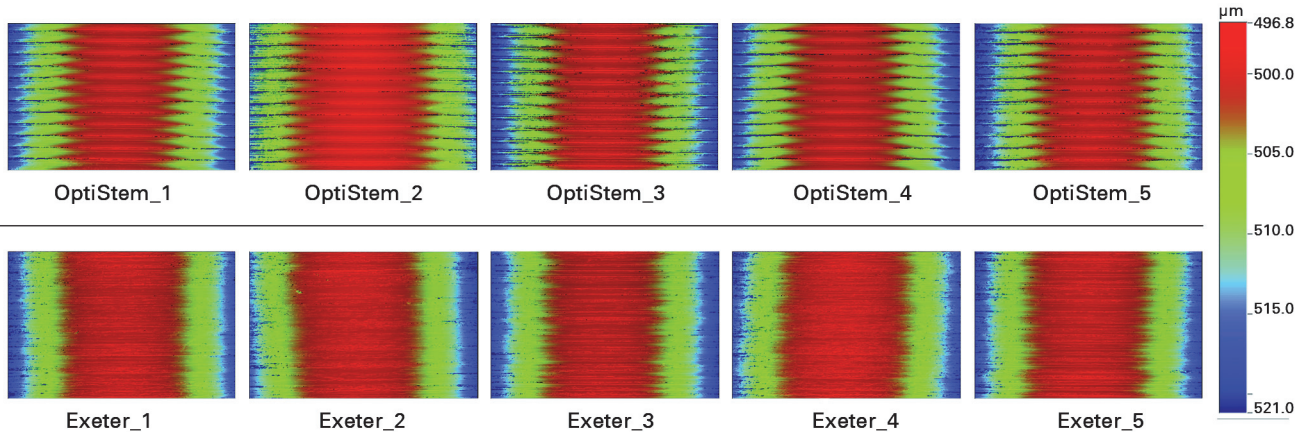 µm
496.8
500.0
505.0
510.0
515.0
521.0
OptiStem_1 OptiStem_2 OptiStem_3 OptiStem_4 OptiStem_5
Exeter_1 Exeter_2 Exeter_3 Exeter_4 Exeter_5